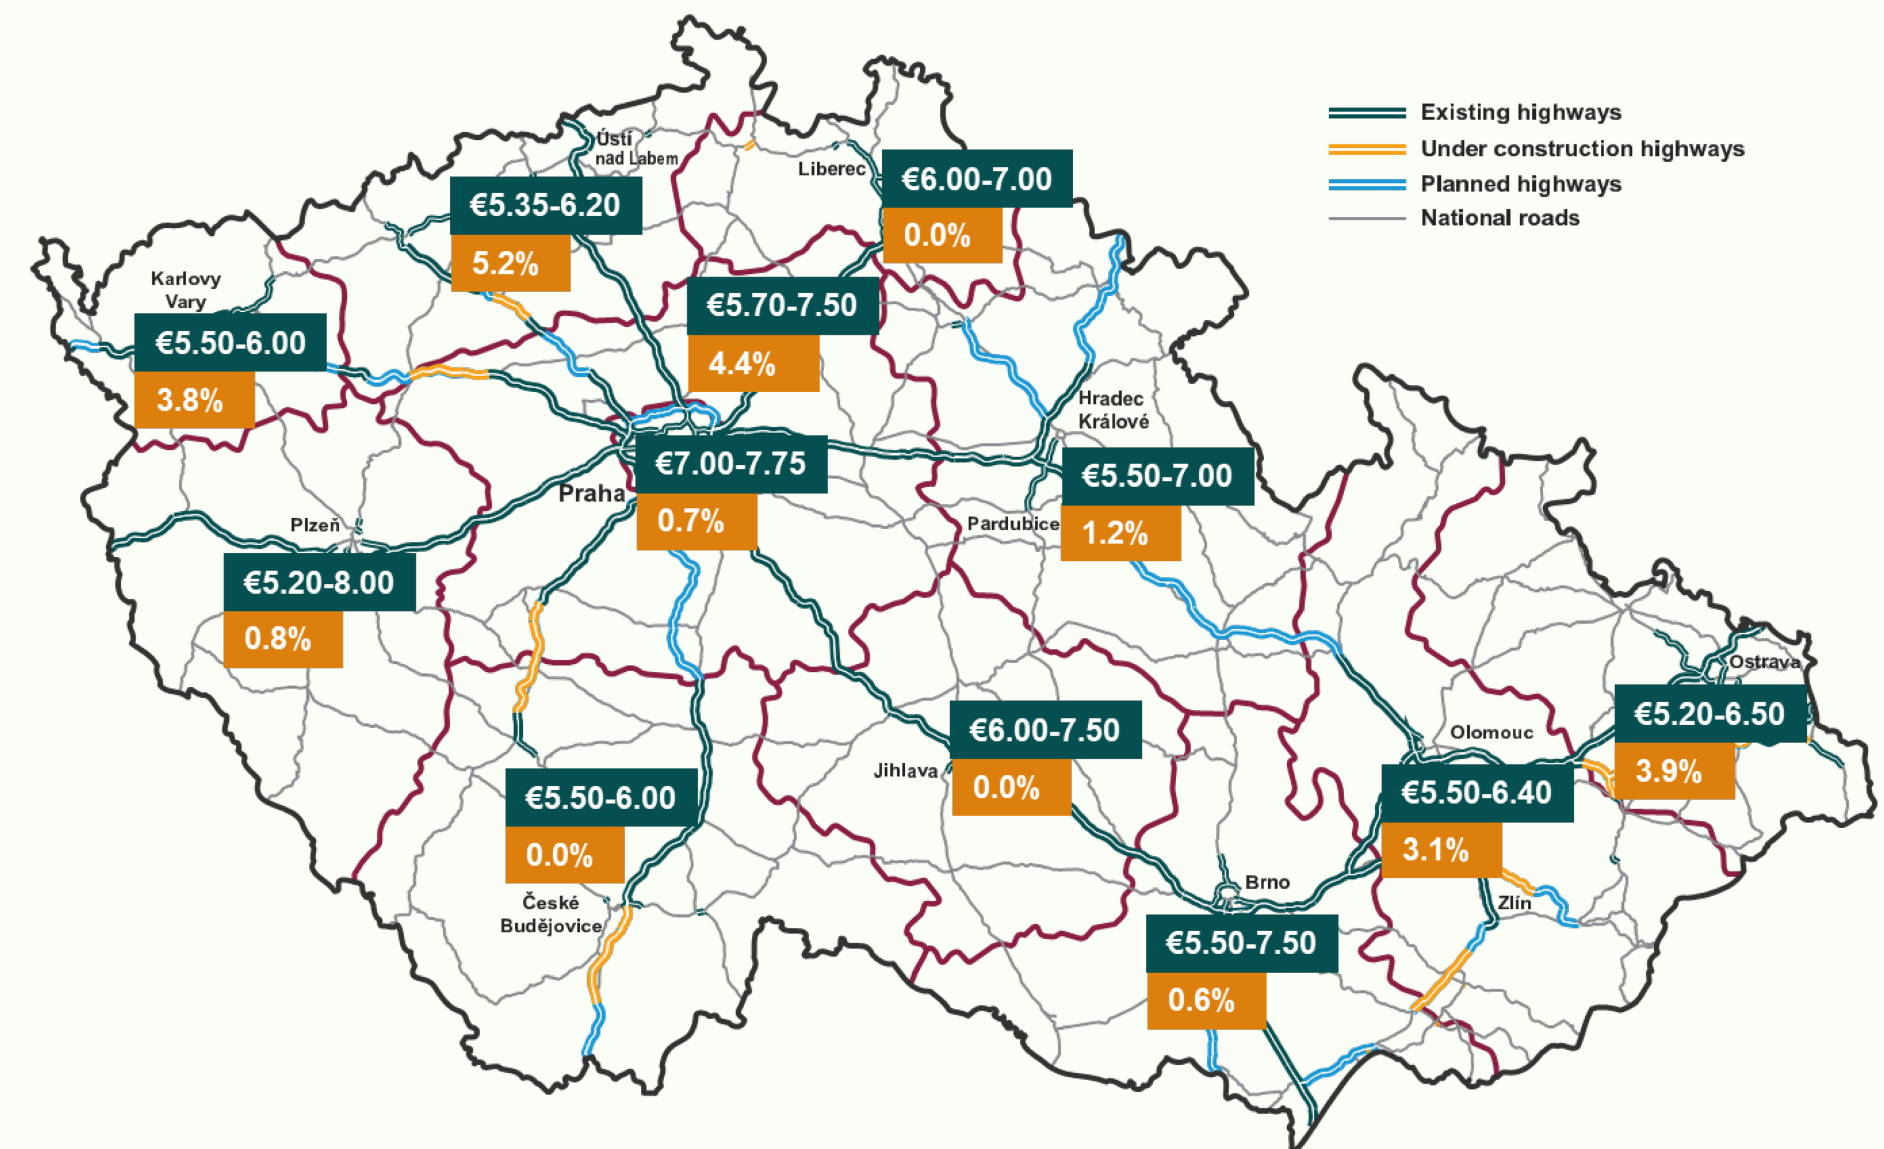 Existing highways
Under construction highways
Planned highways
National roads
Ústí
nad Labem
Liberec
€6.00-7.00
0.0%
€5.35-6.20
5.2%
Karlovy
Vary
€5.50-6.00
3.8%
€5.70-7.50
4.4%
Hradec
Králové
€7.00-7.75
0.7%
Praha
€5.50-7.00
1.2%
Pardubice
Plzeň
€5.20-8.00
0.8%
Ostrava
€5.20-6.50
3.9%
€6.00-7.50
0.0%
Jihlava
Olomouc
€5.50-6.40
3.1%
€5.50-6.00
0.0%
České
Budějovice
Brno
Zlín
€5.50-7.50
0.6%